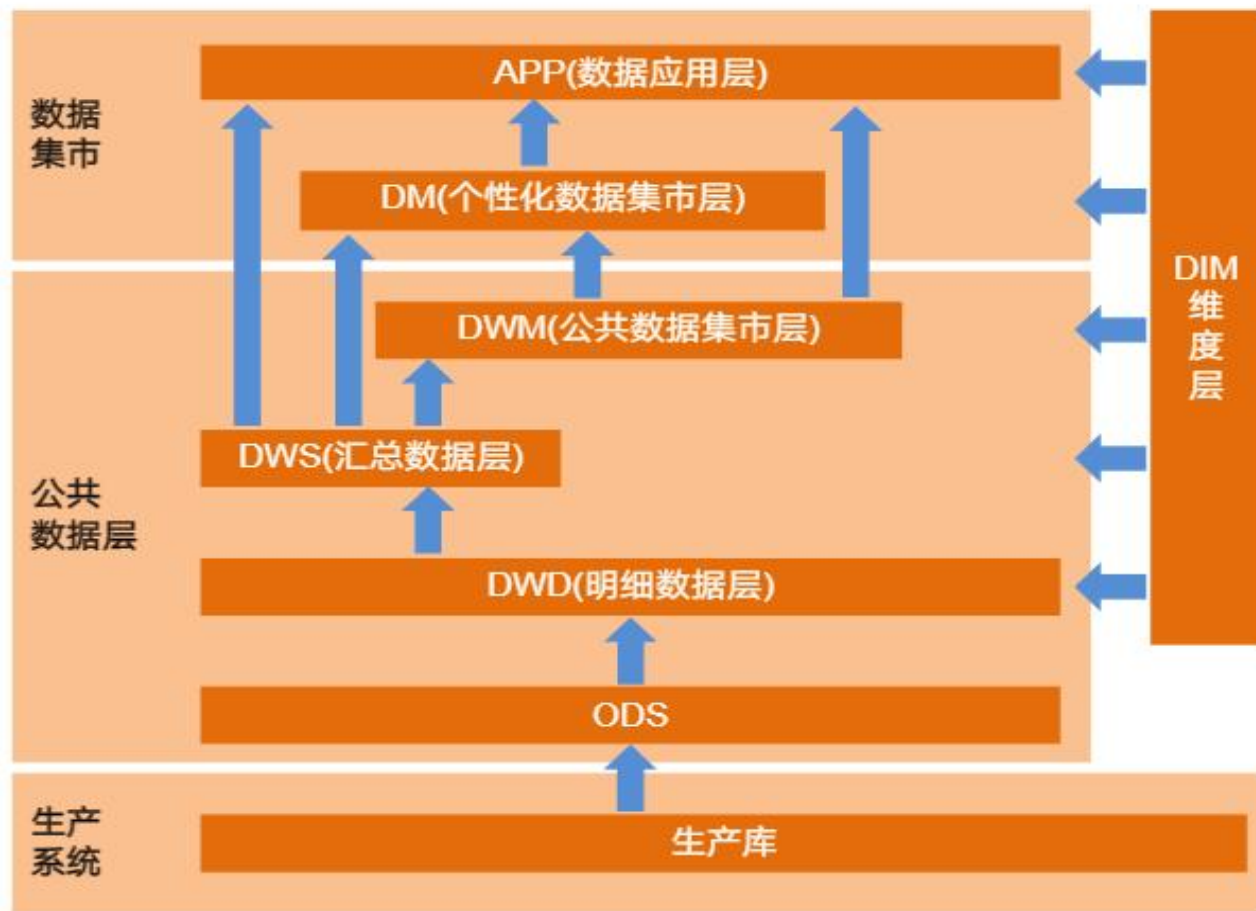 APP(数据应用层)
数据
集市
DM(个性化数据集市层)
DIM
维
度
层
DWM(公共数据集市层)
DWS(汇总数据层)
公共
数据层
DWD(明细数据层)
ODS
生产
系统
生产库